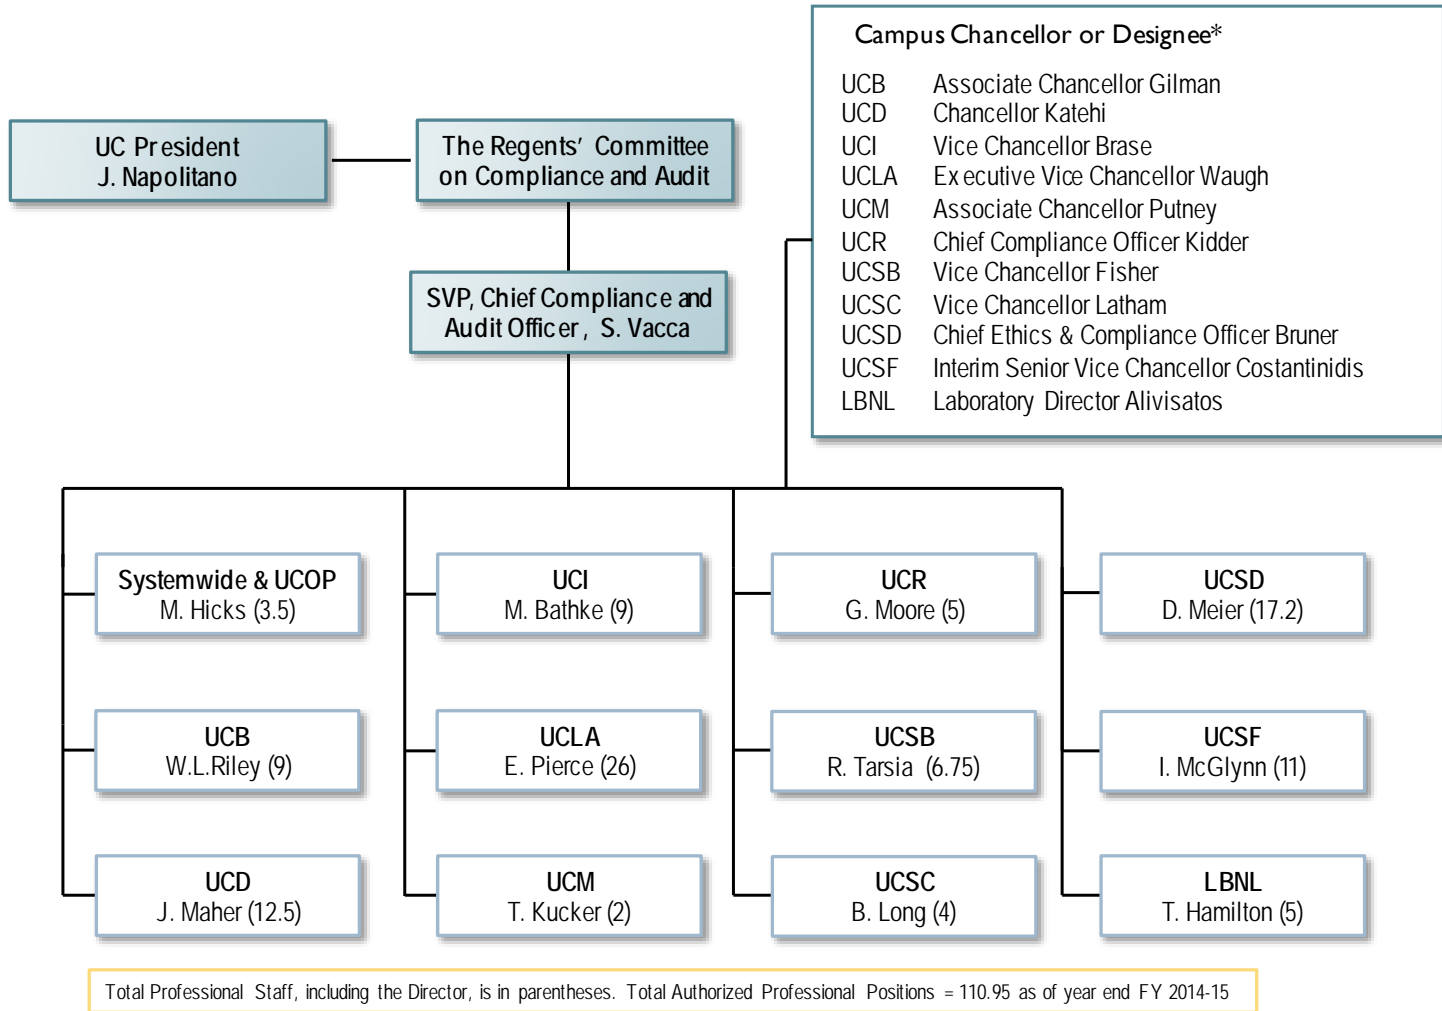 Campus Chancellor or Designee*
UCB Associate Chancellor Gilman
UCD Chancellor Katehi
UCI Vice Chancellor Brase
UCLA Executive Vice Chancellor Waugh
UCM Associate Chancellor Putney
UCR Chief Compliance Officer Kidder
UCSB Vice Chancellor Fisher
UCSC Vice Chancellor Latham
UCSD Chief Ethics & Compliance Officer Bruner
UCSF Interim Senior Vice Chancellor Costantinidis
LBNL Laboratory Director Alivisatos
UC President
J. Napolitano
The Regents' Committee
on Compliance and Audit
SVP, Chief Compliance and
Audit Officer, S. Vacca
Systemwide & UCOP
M. Hicks (3.5)
UCI
M. Bathke (9)
UCR
G. Moore (5)
UCSD
D. Meier (17.2)
UCB
W.L.Riley (9)
UCLA
E. Pierce (26)
UCSB
R. Tarsia (6.75)
UCSF
I. McGlynn (11)
UCD
J. Maher (12.5)
UCM
T. Kucker (2)
UCSC
B. Long (4)
LBNL
T. Hamilton (5)
Total Professional Staff, including the Director, is in parentheses. Total Authorized Professional Positions = 110.95 as of year end FY 2014-15